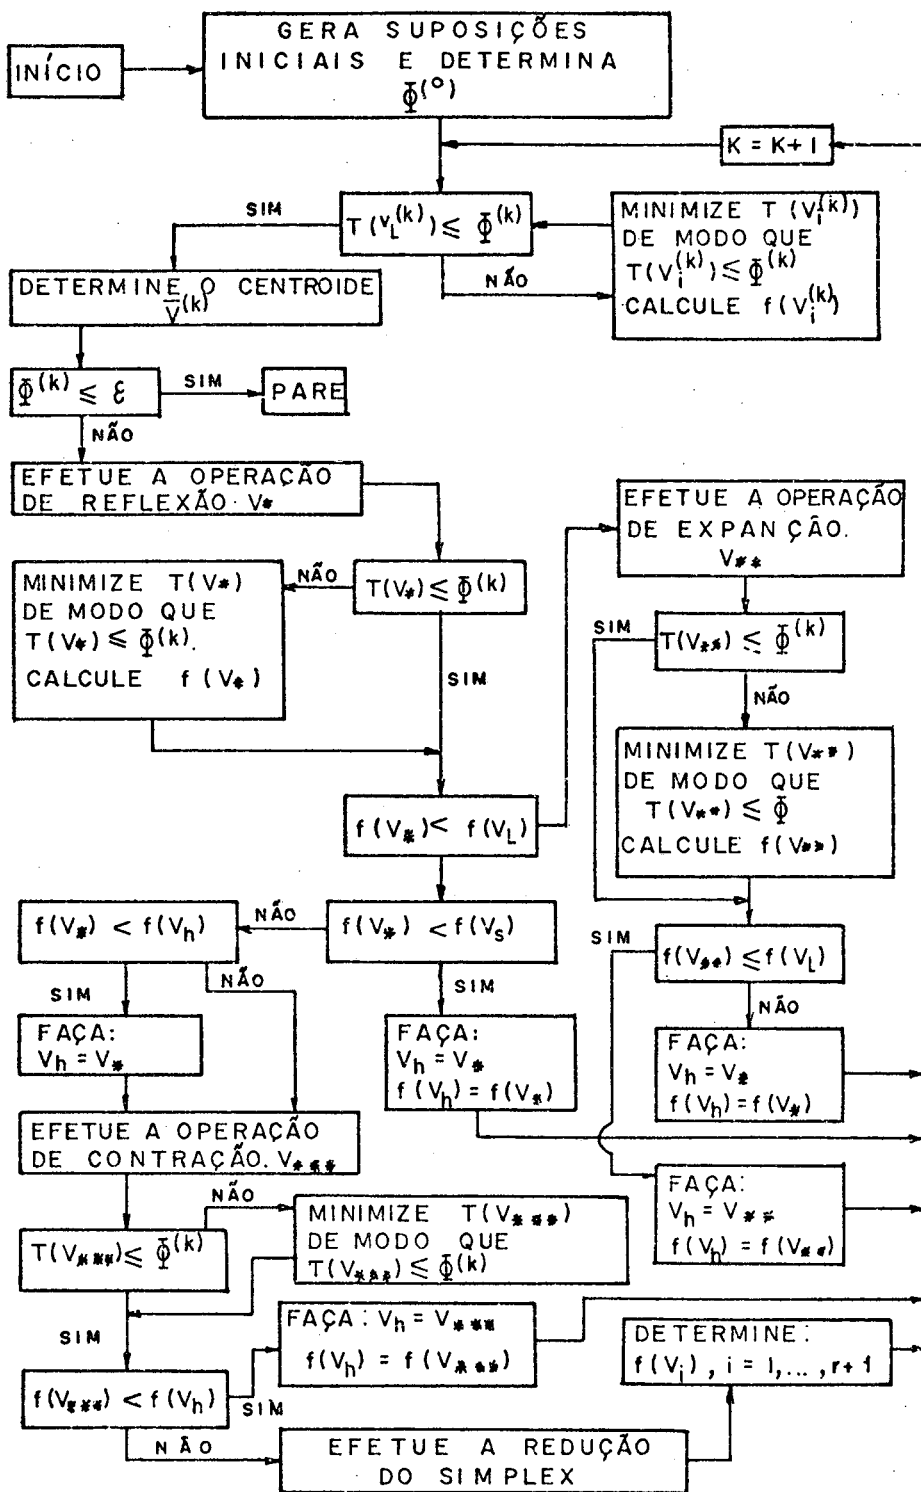 INÍCIO
GERA SUPOSIÇÕES
INICIAIS E DETERMINA
Φ(o)
K = K + 1
SIM
T(V_L^(k)) ≤ Φ^(k)
NÃO
MINIMIZE T(V_i^(k))
DE MODO QUE
T(V_i^(k)) ≤ Φ^(k)
CALCULE f(V_i^(k))
DETERMINE O CENTROIDE
V̄^(k)
Φ^(k) ≤ ε
SIM
PARE
NÃO
EFETUE A OPERAÇÃO
DE REFLEXÃO. V*
NÃO
T(V*) ≤ Φ^(k)
SIM
MINIMIZE T(V*)
DE MODO QUE
T(V*) ≤ Φ(k).
CALCULE f(V*)
EFETUE A OPERAÇÃO
DE EXPANÇÃO.
V**
SIM
T(V**) ≤ Φ^(k)
NÃO
MINIMIZE T(V**)
DE MODO QUE
T(V**) ≤ Φ
CALCULE f(V**)
f(V*) < f(V_L)
f(V*) < f(V_h)
NÃO
f(V*) < f(V_S)
SIM
f(V**) ≤ f(V_L)
SIM
NÃO
SIM
NÃO
FAÇA:
V_h = V*
FAÇA:
V_h = V*
f(V_h) = f(V*)
FAÇA:
V_h = V*
f(V_h) = f(V*)
EFETUE A OPERAÇÃO
DE CONTRAÇÃO. V***
FAÇA:
V_h = V**
f(V_h) = f(V**)
NÃO
T(V***) ≤ Φ^(k)
MINIMIZE T(V***)
DE MODO QUE
T(V***) ≤ Φ(k)
SIM
FAÇA: V_h = V***
f(V_h) = f(V***)
DETERMINE:
f(V_i), i = 1,..., r+1
f(V***) < f(V_h)
SIM
NÃO
EFETUE A REDUÇÃO
DO SIMPLEX